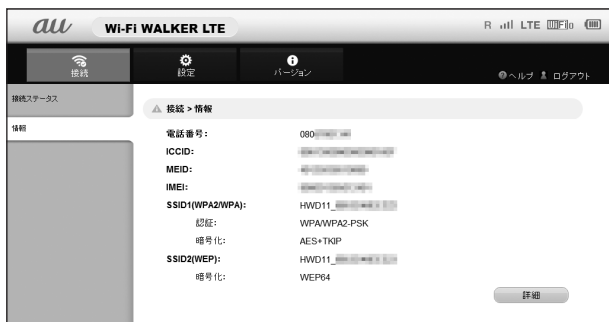 au Wi-Fi WALKER LTE
R LTE
接続 設定 バージョン
ヘルプ ログアウト
接続ステータス
情報
接続 > 情報
電話番号: 080
ICCID:
MEID:
IMEI:
SSID1(WPA2/WPA): HWD11_
認証: WPA/WPA2-PSK
暗号化: AES+TKIP
SSID2(WEP): HWD11_
暗号化: WEP64
詳細